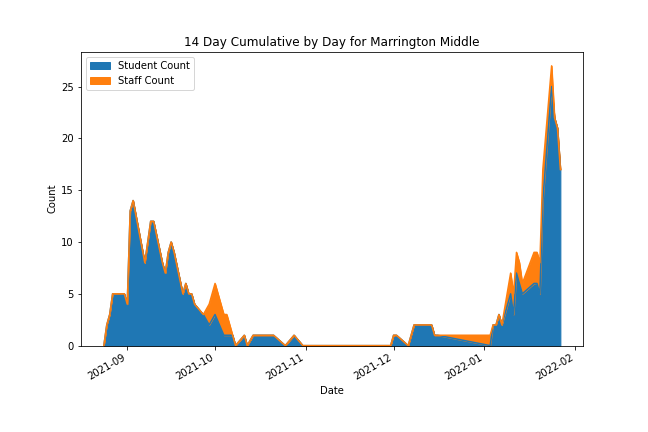 14 Day Cumulative by Day for Marrington Middle
Student Count
Staff Count
25
20
15
10
5
0
Count
2021-09
2021-10
2021-11
2021-12
2022-01
2022-02
Date